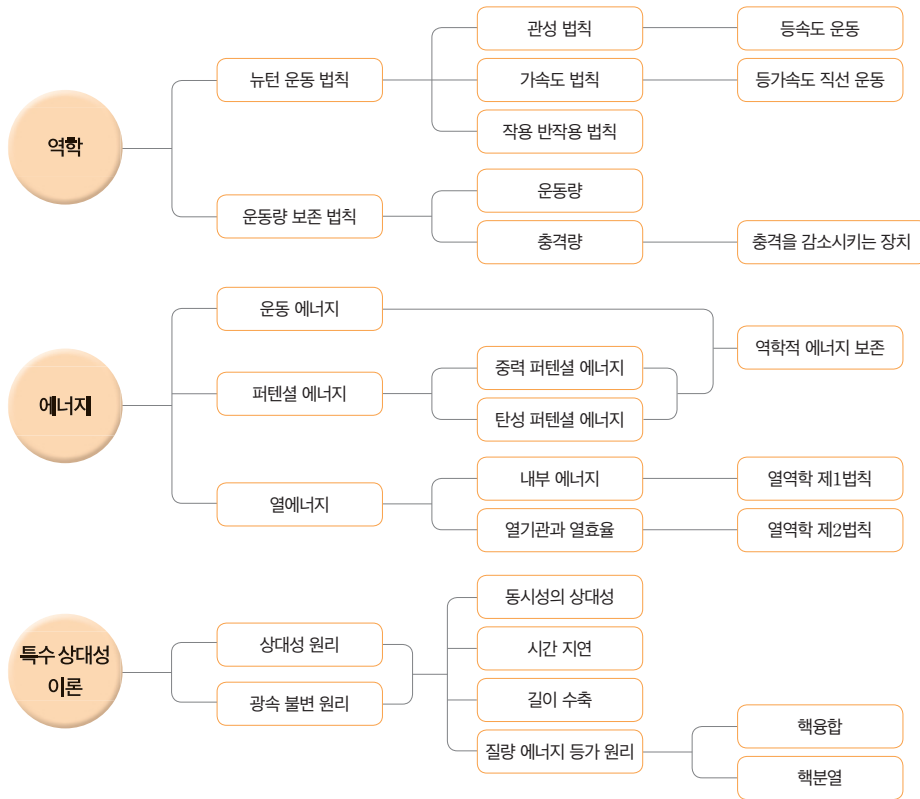 역학
뉴턴 운동 법칙
관성 법칙
등속도 운동
가속도 법칙
등가속도 직선 운동
작용 반작용 법칙
운동량 보존 법칙
운동량
충격량
충격을 감소시키는 장치
에너지
운동 에너지
역학적 에너지 보존
퍼텐셜 에너지
중력 퍼텐셜 에너지
탄성 퍼텐셜 에너지
열에너지
내부 에너지
열역학 제1법칙
열기관과 열효율
열역학 제2법칙
특수 상대성
이론
상대성 원리
광속 불변 원리
동시성의 상대성
시간 지연
길이 수축
질량 에너지 등가 원리
핵융합
핵분열